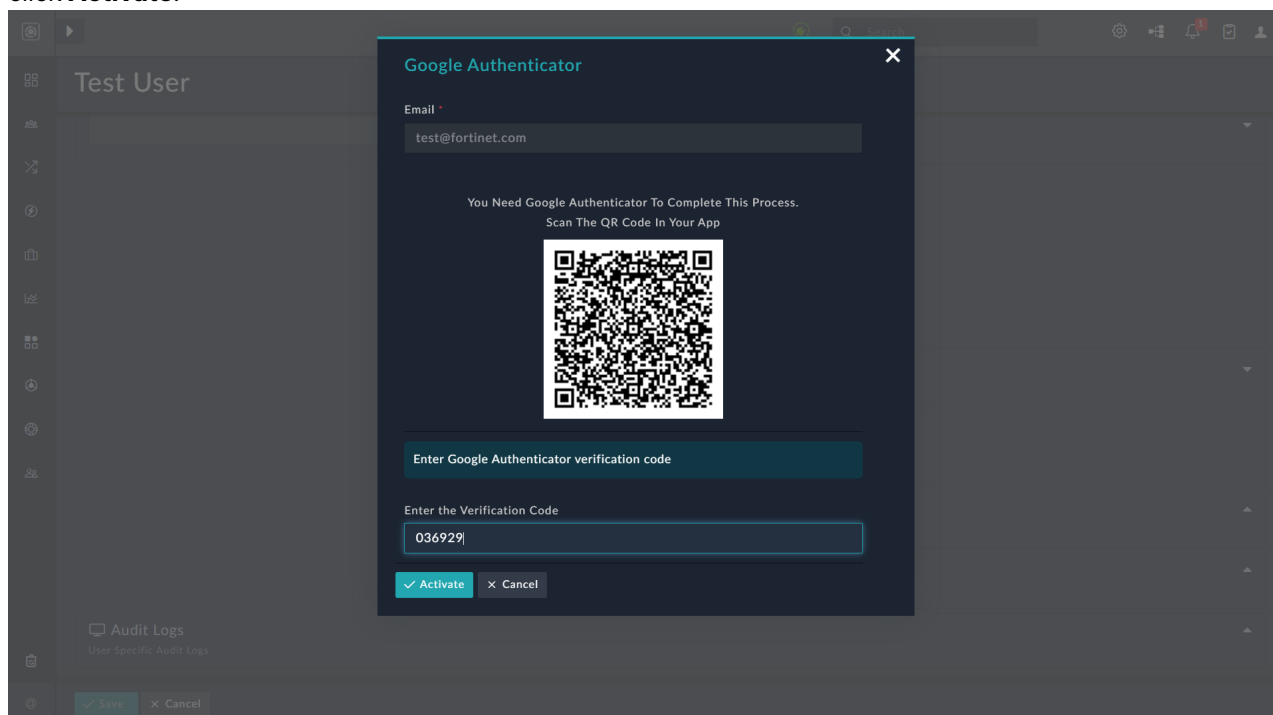 click Activate.
Search
1
Test User
Google Authenticator
Email *
test@fortinet.com
You Need Google Authenticator To Complete This Process.
Scan The QR Code In Your App
Enter Google Authenticator verification code
Enter the Verification Code
036929
Activate
Cancel
Audit Logs
User Specific Audit Logs
Save
Cancel